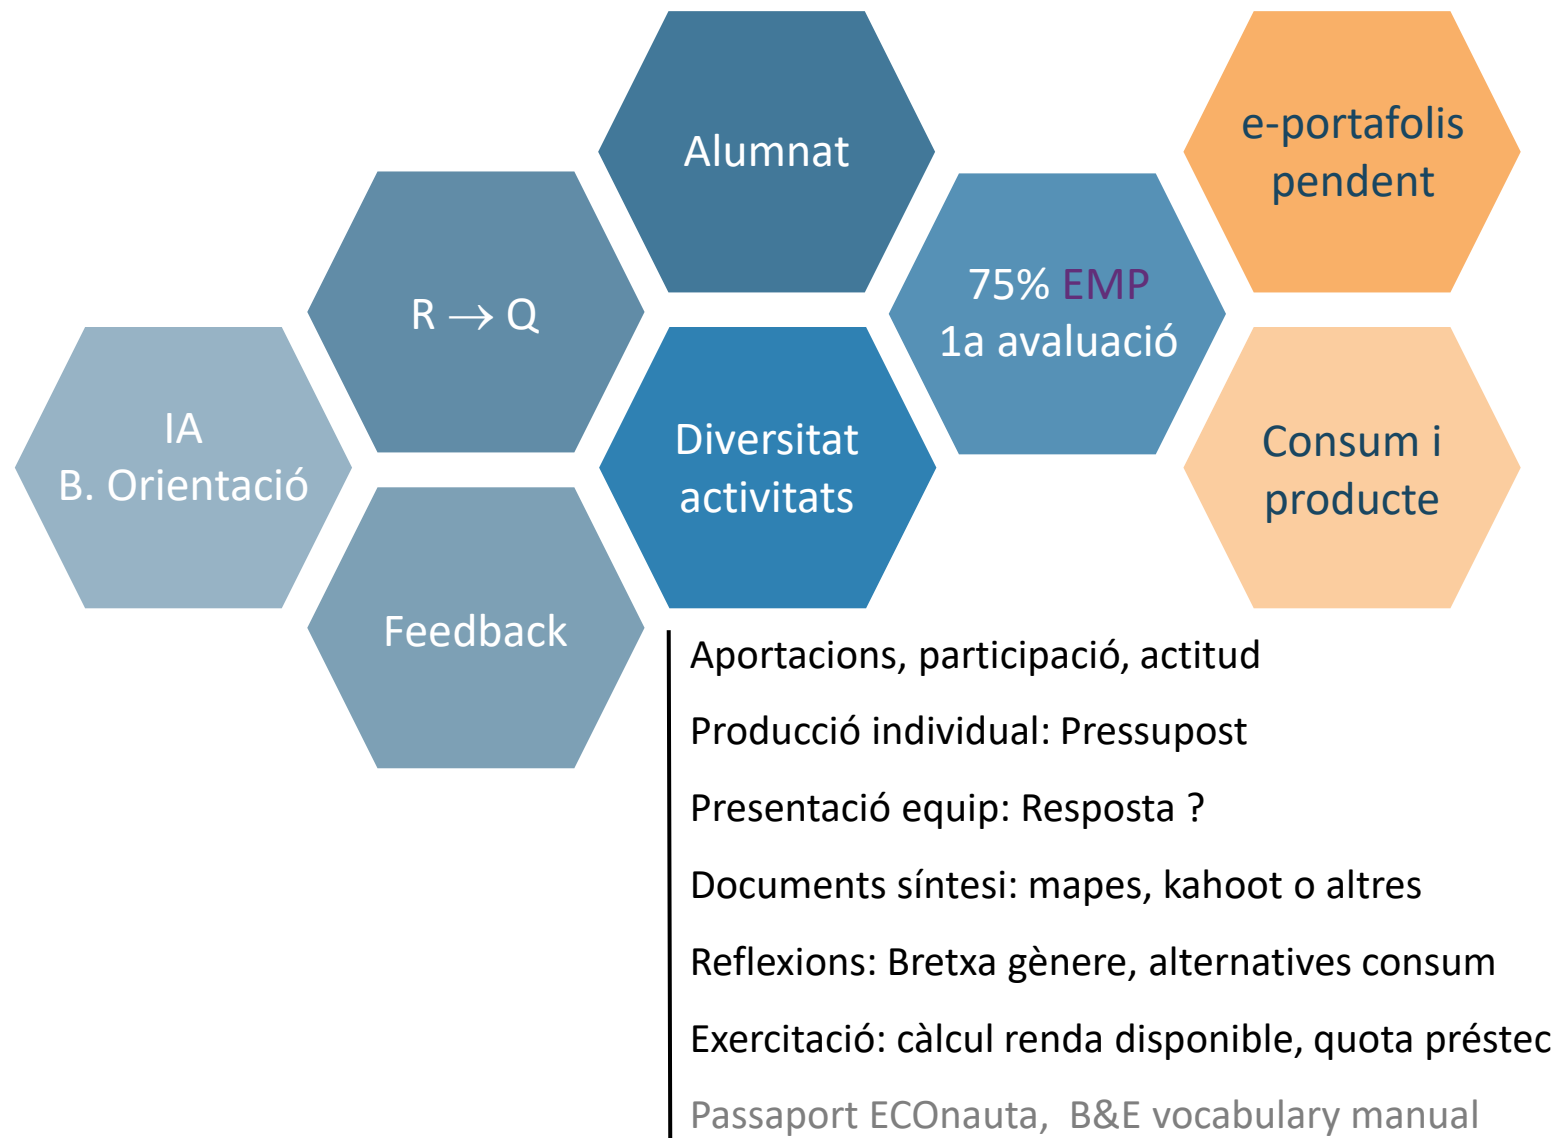 Alumnat
e-portafolis
pendent
R → Q
75% EMP
1a avaluació
IA
B. Orientació
Diversitat
activitats
Consum i
producte
Feedback
Aportacions, participació, actitud
Producció individual: Pressupost
Presentació equip: Resposta ?
Documents síntesi: mapes, kahoot o altres
Reflexions: Bretxa gènere, alternatives consum
Exercitació: càlcul renda disponible, quota préstec
Passaport ECOnauta, B&E vocabulary manual